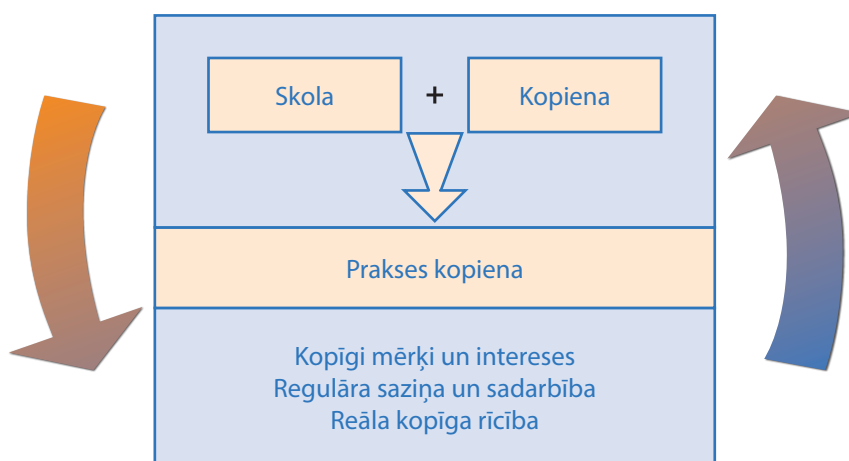 Skola + Kopiena
Prakses kopiena
Kopīgi mērķi un intereses
Regulāra saziņa un sadarbība
Reāla kopīga rīcība